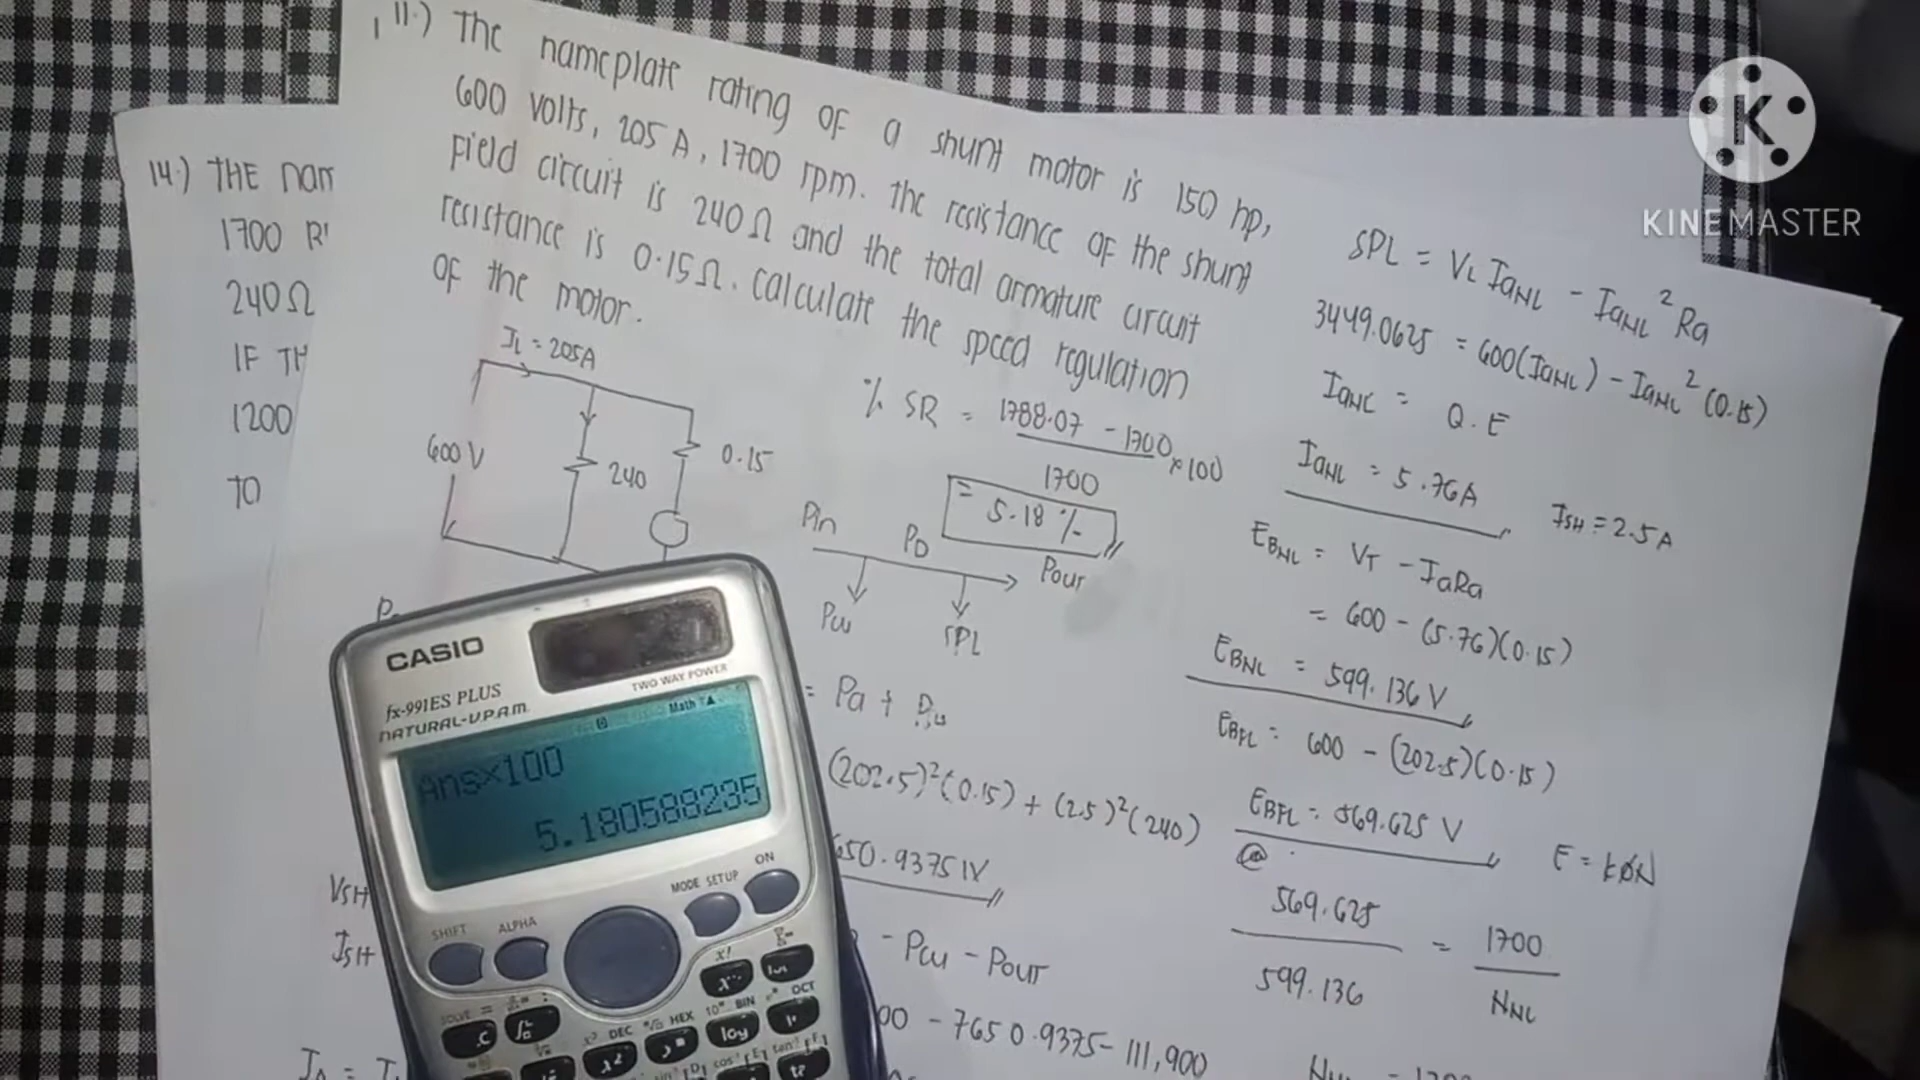 11.) The nameplate rating of a shunt motor is 150 hp,
600 volts, 205 A, 1700 rpm. The resistance of the shunt
field circuit is 240Ω and the total armature circuit
resistance is 0.15Ω. calculate the speed regulation
of the motor.
14.) THE NAM
1700 R
240Ω
IF TH
1200
TO
IL = 205A
600 V
240
0.15
% SR = 1788.07 - 1700 x100
1700
= 5.18 %
Pin
PD
Pout
Pcu
SPL
= Pa + Psh
(202.5)²(0.15) + (2.5)²(240)
650.9375 W
- Pcu - Pout
00 - 7650.9375 - 111,900
VSH
ISH
SPL = VL IaNL - IaNL² Ra
3449.0625 = 600(IaNL) - IaNL² (0.15)
IaNL = Q.E
IaNL = 5.76A
ISH = 2.5A
EBNL = VT - IaRa
= 600 - (5.76)(0.15)
EBNL = 599.136 V
EBFL = 600 - (202.5)(0.15)
EBFL = 569.625 V
E = kØN
569.625 = 1700
599.136 NNL
KINEMASTER
CASIO
TWO WAY POWER
fx-991ES PLUS
NATURAL-V.P.A.M.
Math
Ans×100
5.180588235
SHIFT
ALPHA
MODE SETUP
ON
SOLVE
DEC
HEX
BIN
OCT
log